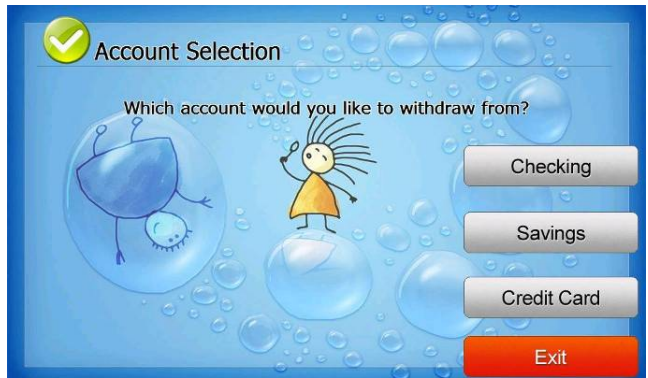 Account Selection
Which account would you like to withdraw from?
Checking
Savings
Credit Card
Exit